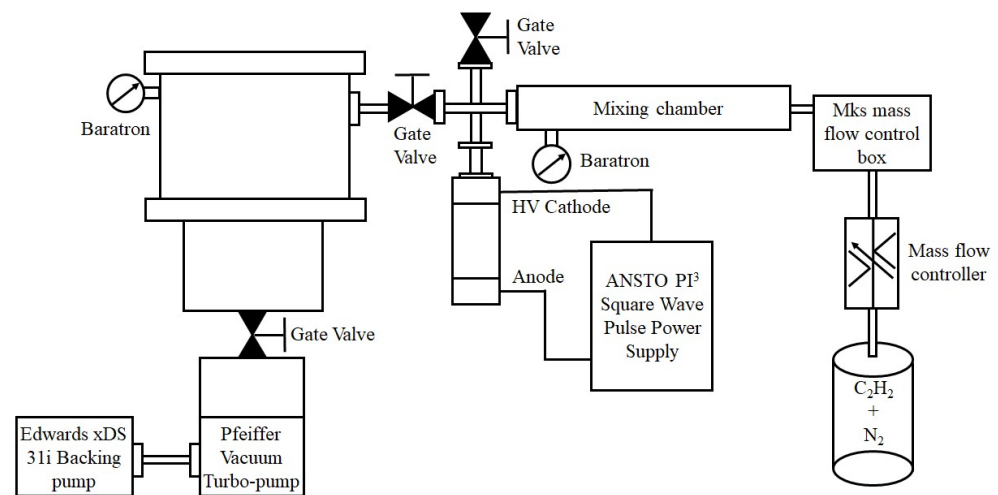 Gate
Valve
Baratron
Gate
Valve
Mixing chamber
Mks mass
flow control
box
Baratron
HV Cathode
Anode
ANSTO PI³
Square Wave
Pulse Power
Supply
Mass flow
controller
Gate Valve
C₂H₂
+
N₂
Edwards xDS
31i Backing
pump
Pfeiffer
Vacuum
Turbo-pump